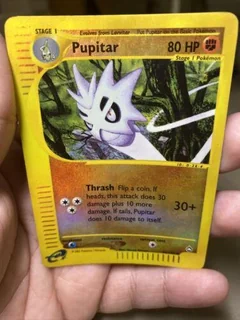 STAGE 1
Evolves from Larvitar
Put Pupitar on the Basic Pokémon
Pupitar
80 HP
Stage 1 Pokémon
Thrash Flip a coin. If
heads, this attack does 30
damage plus 10 more
damage. If tails, Pupitar
does 10 damage to itself.
30+
e